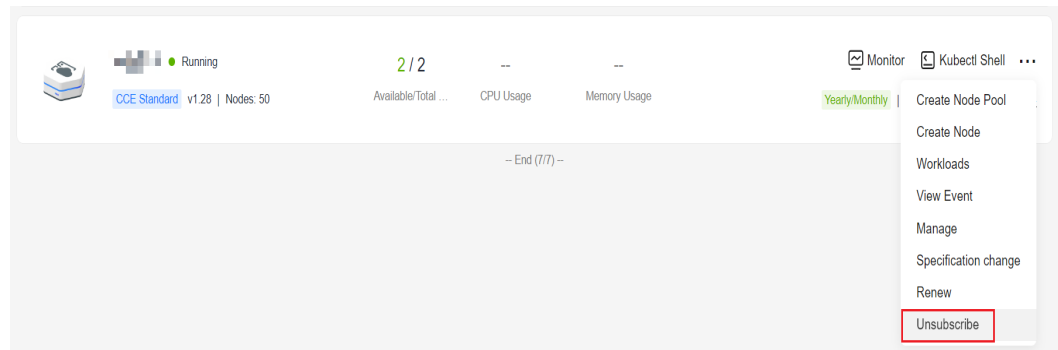 Running
2 / 2
--
--
Monitor
Kubectl Shell
CCE Standard
v1.28 | Nodes: 50
Available/Total ...
CPU Usage
Memory Usage
Yearly/Monthly |
Create Node Pool
Create Node
Workloads
View Event
Manage
Specification change
Renew
Unsubscribe
-- End (7/7) --